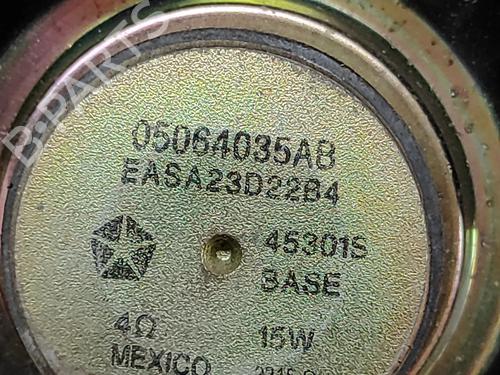 B-PARTS
05064035AB
EASA23D22B4
45301S
BASE
4Ω 15W
MEXICO